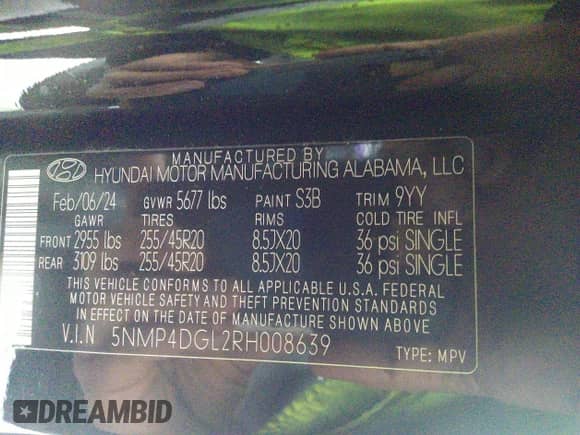 MANUFACTURED BY
HYUNDAI MOTOR MANUFACTURING ALABAMA, LLC
Feb/06/24 GVWR 5677 lbs PAINT S3B TRIM 9YY
GAWR TIRES RIMS COLD TIRE INFL
FRONT 2955 lbs 255/45R20 8.5JX20 36 psi SINGLE
REAR 3109 lbs 255/45R20 8.5JX20 36 psi SINGLE
THIS VEHICLE CONFORMS TO ALL APPLICABLE U.S.A. FEDERAL
MOTOR VEHICLE SAFETY AND THEFT PREVENTION STANDARDS
IN EFFECT ON THE DATE OF MANUFACTURE SHOWN ABOVE.
V.I.N 5NMP4DGL2RH008639 TYPE: MPV
DREAMBID